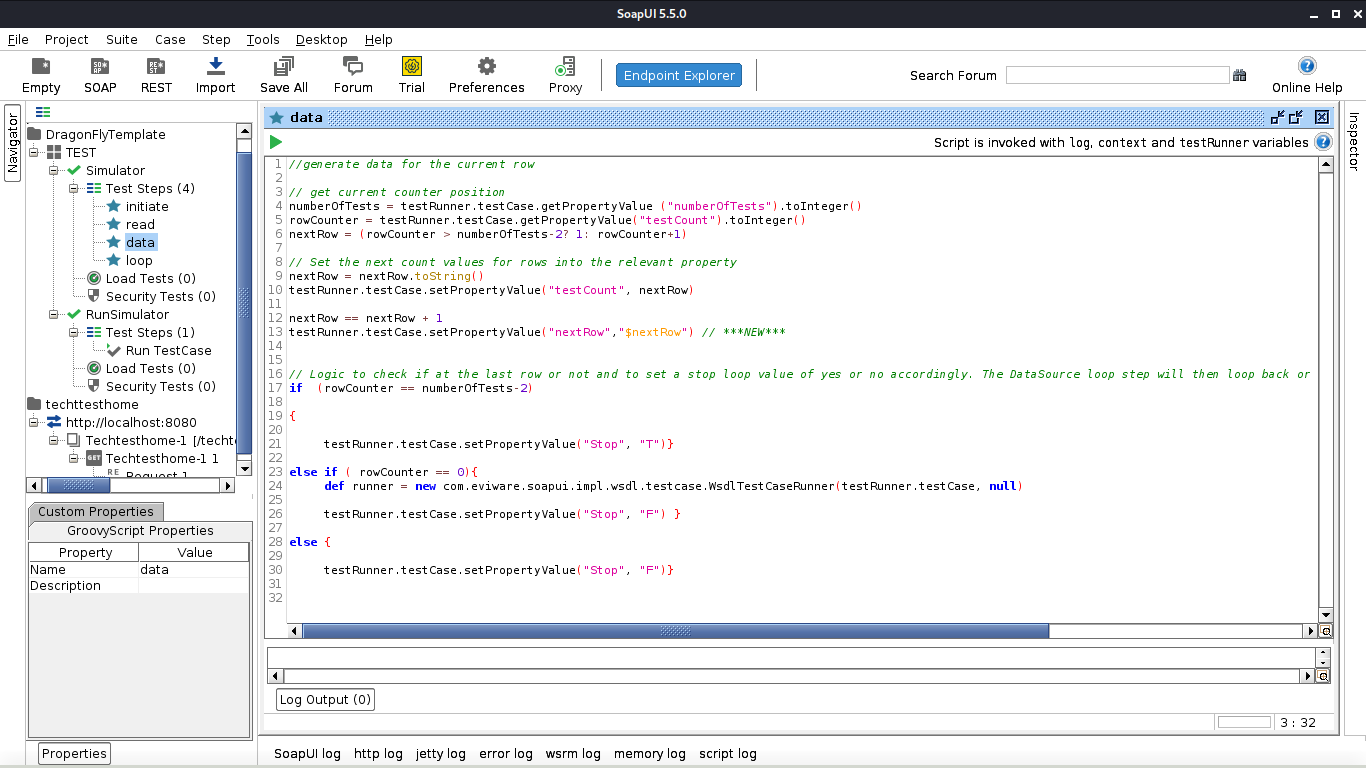 SoapUI 5.5.0
File Project Suite Case Step Tools Desktop Help
Empty SOAP REST Import Save All Forum Trial Preferences Proxy Endpoint Explorer Search Forum Online Help
Navigator
DragonFlyTemplate
TEST
Simulator
Test Steps (4)
initiate
read
data
loop
Load Tests (0)
Security Tests (0)
RunSimulator
Test Steps (1)
Run TestCase
Load Tests (0)
Security Tests (0)
techttesthome
http://localhost:8080
Techtesthome-1 [/techte
GET Techtesthome-1 1
RE Request 1
Custom Properties
GroovyScript Properties
Property Value
Name data
Description
Properties
data
Script is invoked with log, context and testRunner variables
1 //generate data for the current row
2
3 // get current counter position
4 numberOfTests = testRunner.testCase.getPropertyValue ("numberOfTests").toInteger()
5 rowCounter = testRunner.testCase.getPropertyValue("testCount").toInteger()
6 nextRow = (rowCounter > numberOfTests-2? 1: rowCounter+1)
7
8 // Set the next count values for rows into the relevant property
9 nextRow = nextRow.toString()
10 testRunner.testCase.setPropertyValue("testCount", nextRow)
11
12 nextRow == nextRow + 1
13 testRunner.testCase.setPropertyValue("nextRow","$nextRow") // ***NEW***
14
15
16 // Logic to check if at the last row or not and to set a stop loop value of yes or no accordingly. The DataSource loop step will then loop back or
17 if (rowCounter == numberOfTests-2)
18
19 {
20
21 testRunner.testCase.setPropertyValue("Stop", "T")}
22
23 else if ( rowCounter == 0){
24 def runner = new com.eviware.soapui.impl.wsdl.testcase.WsdlTestCaseRunner(testRunner.testCase, null)
25
26 testRunner.testCase.setPropertyValue("Stop", "F") }
27
28 else {
29
30 testRunner.testCase.setPropertyValue("Stop", "F")}
31
32
Log Output (0)
3 : 32
SoapUI log http log jetty log error log wsrm log memory log script log
Inspector